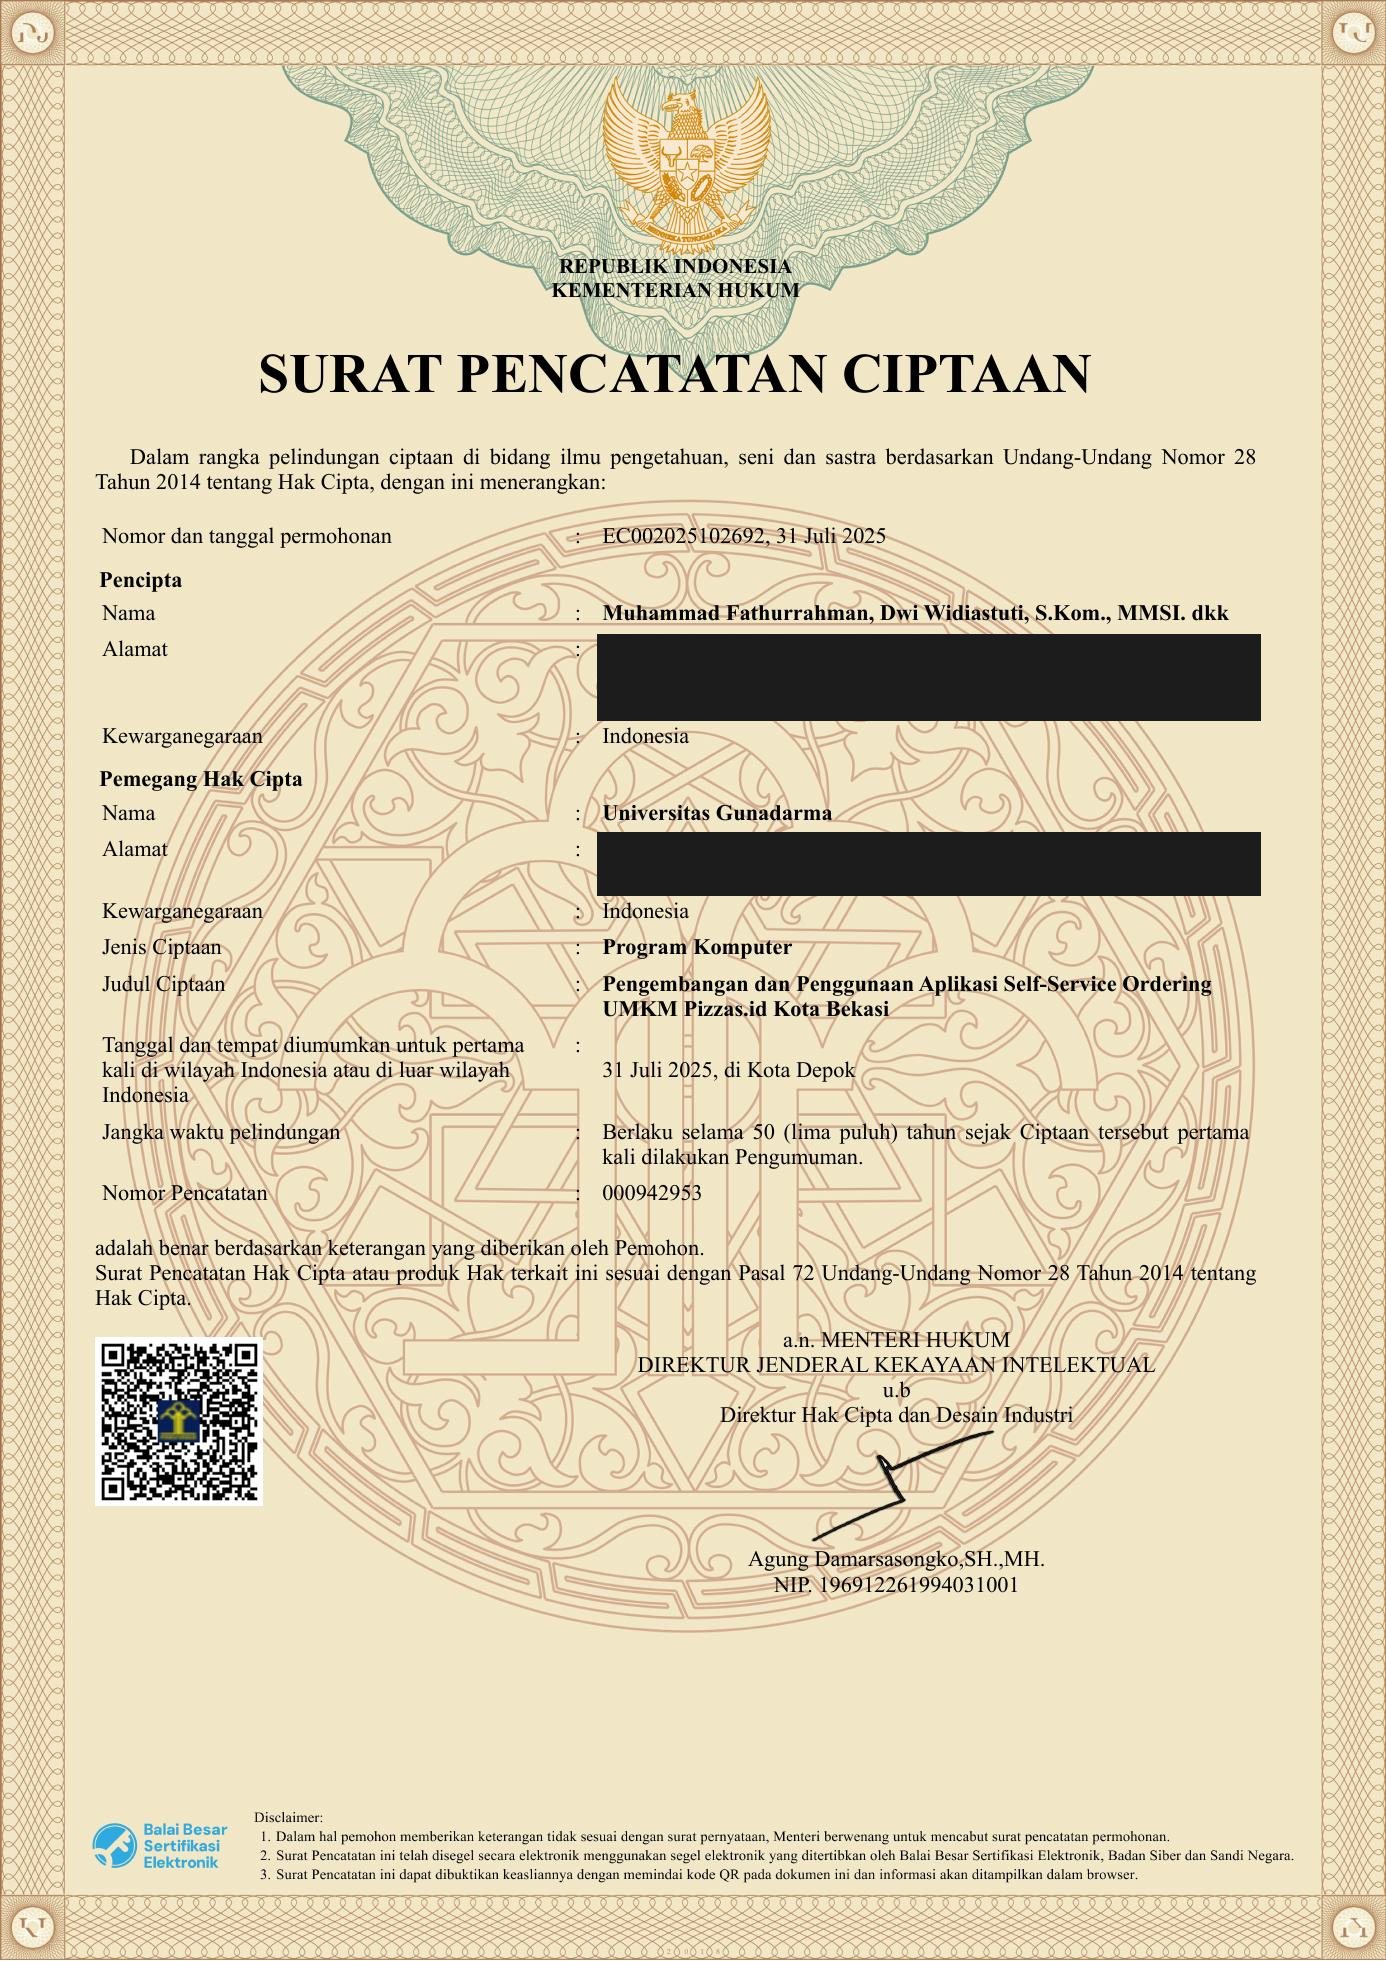 BHINNEKA TUNGGAL IKA
REPUBLIK INDONESIA
KEMENTERIAN HUKUM
SURAT PENCATATAN CIPTAAN
Dalam rangka pelindungan ciptaan di bidang ilmu pengetahuan, seni dan sastra berdasarkan Undang-Undang Nomor 28
Tahun 2014 tentang Hak Cipta, dengan ini menerangkan:
Nomor dan tanggal permohonan : EC002025102692, 31 Juli 2025
Pencipta
Nama : Muhammad Fathurrahman, Dwi Widiastuti, S.Kom., MMSI. dkk
Alamat :
Kewarganegaraan : Indonesia
Pemegang Hak Cipta
Nama : Universitas Gunadarma
Alamat :
Kewarganegaraan : Indonesia
Jenis Ciptaan : Program Komputer
Judul Ciptaan : Pengembangan dan Penggunaan Aplikasi Self-Service Ordering
UMKM Pizzas.id Kota Bekasi
Tanggal dan tempat diumumkan untuk pertama :
kali di wilayah Indonesia atau di luar wilayah 31 Juli 2025, di Kota Depok
Indonesia
Jangka waktu pelindungan : Berlaku selama 50 (lima puluh) tahun sejak Ciptaan tersebut pertama
kali dilakukan Pengumuman.
Nomor Pencatatan : 000942953
adalah benar berdasarkan keterangan yang diberikan oleh Pemohon.
Surat Pencatatan Hak Cipta atau produk Hak terkait ini sesuai dengan Pasal 72 Undang-Undang Nomor 28 Tahun 2014 tentang
Hak Cipta.
a.n. MENTERI HUKUM
DIREKTUR JENDERAL KEKAYAAN INTELEKTUAL
u.b
Direktur Hak Cipta dan Desain Industri
Agung Damarsasongko,SH.,MH.
NIP. 196912261994031001
Balai Besar
Sertifikasi
Elektronik
Disclaimer:
1. Dalam hal pemohon memberikan keterangan tidak sesuai dengan surat pernyataan, Menteri berwenang untuk mencabut surat pencatatan permohonan.
2. Surat Pencatatan ini telah disegel secara elektronik menggunakan segel elektronik yang ditertibkan oleh Balai Besar Sertifikasi Elektronik, Badan Siber dan Sandi Negara.
3. Surat Pencatatan ini dapat dibuktikan keasliannya dengan memindai kode QR pada dokumen ini dan informasi akan ditampilkan dalam browser.